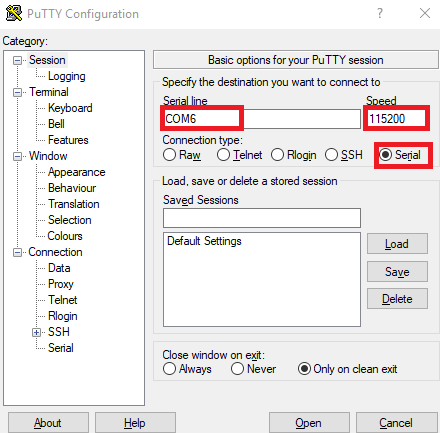 PuTTY Configuration
Category:
Session
Logging
Terminal
Keyboard
Bell
Features
Window
Appearance
Behaviour
Translation
Selection
Colours
Connection
Data
Proxy
Telnet
Rlogin
SSH
Serial
Basic options for your PuTTY session
Specify the destination you want to connect to
Serial line Speed
COM6 115200
Connection type:
Raw Telnet Rlogin SSH Serial
Load, save or delete a stored session
Saved Sessions
Default Settings
Load
Save
Delete
Close window on exit:
Always Never Only on clean exit
About Help Open Cancel